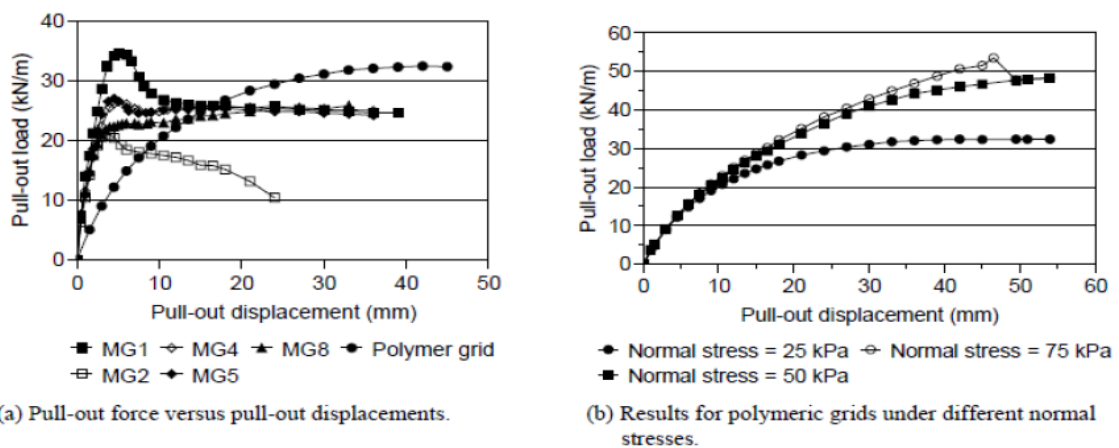 40
30
20
10
0
Pull-out load (kN/m)
0 10 20 30 40 50
Pull-out displacement (mm)
MG1 MG4 MG8 Polymer grid
MG2 MG5
(a) Pull-out force versus pull-out displacements.
60
50
40
30
20
10
0
Pull-out load (kN/m)
0 10 20 30 40 50 60
Pull-out displacement (mm)
Normal stress = 25 kPa Normal stress = 75 kPa
Normal stress = 50 kPa
(b) Results for polymeric grids under different normal
stresses.